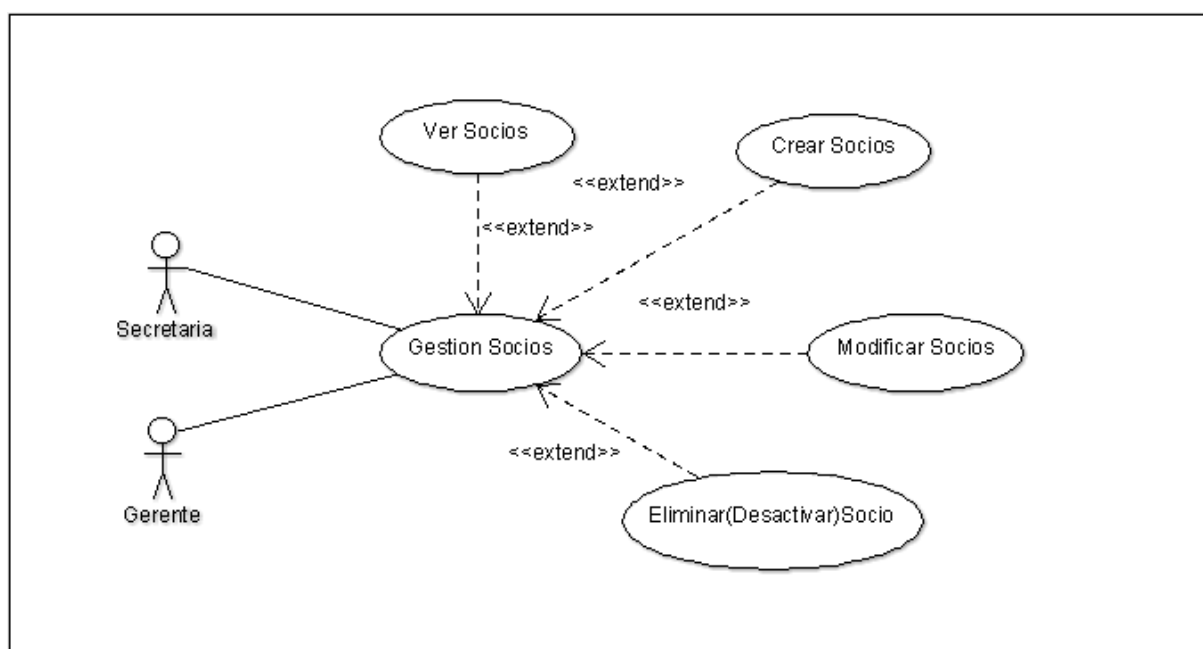 Ver Socios
Crear Socios
<<extend>>
<<extend>>
Secretaria
<<extend>>
Gestion Socios
Modificar Socios
Gerente
<<extend>>
Eliminar(Desactivar)Socio